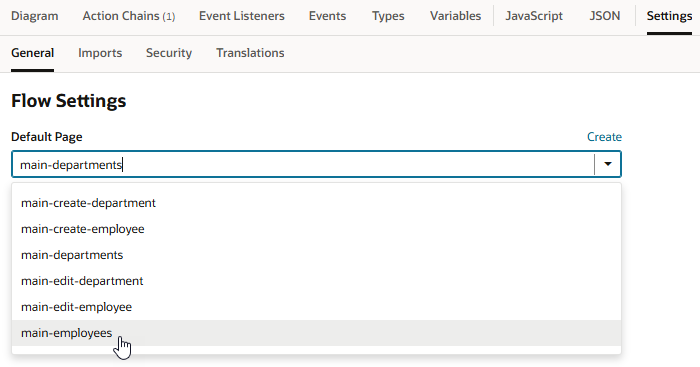 Diagram Action Chains (1) Event Listeners Events Types Variables JavaScript JSON Settings
General Imports Security Translations
Flow Settings
Default Page Create
main-departments
main-create-department
main-create-employee
main-departments
main-edit-department
main-edit-employee
main-employees